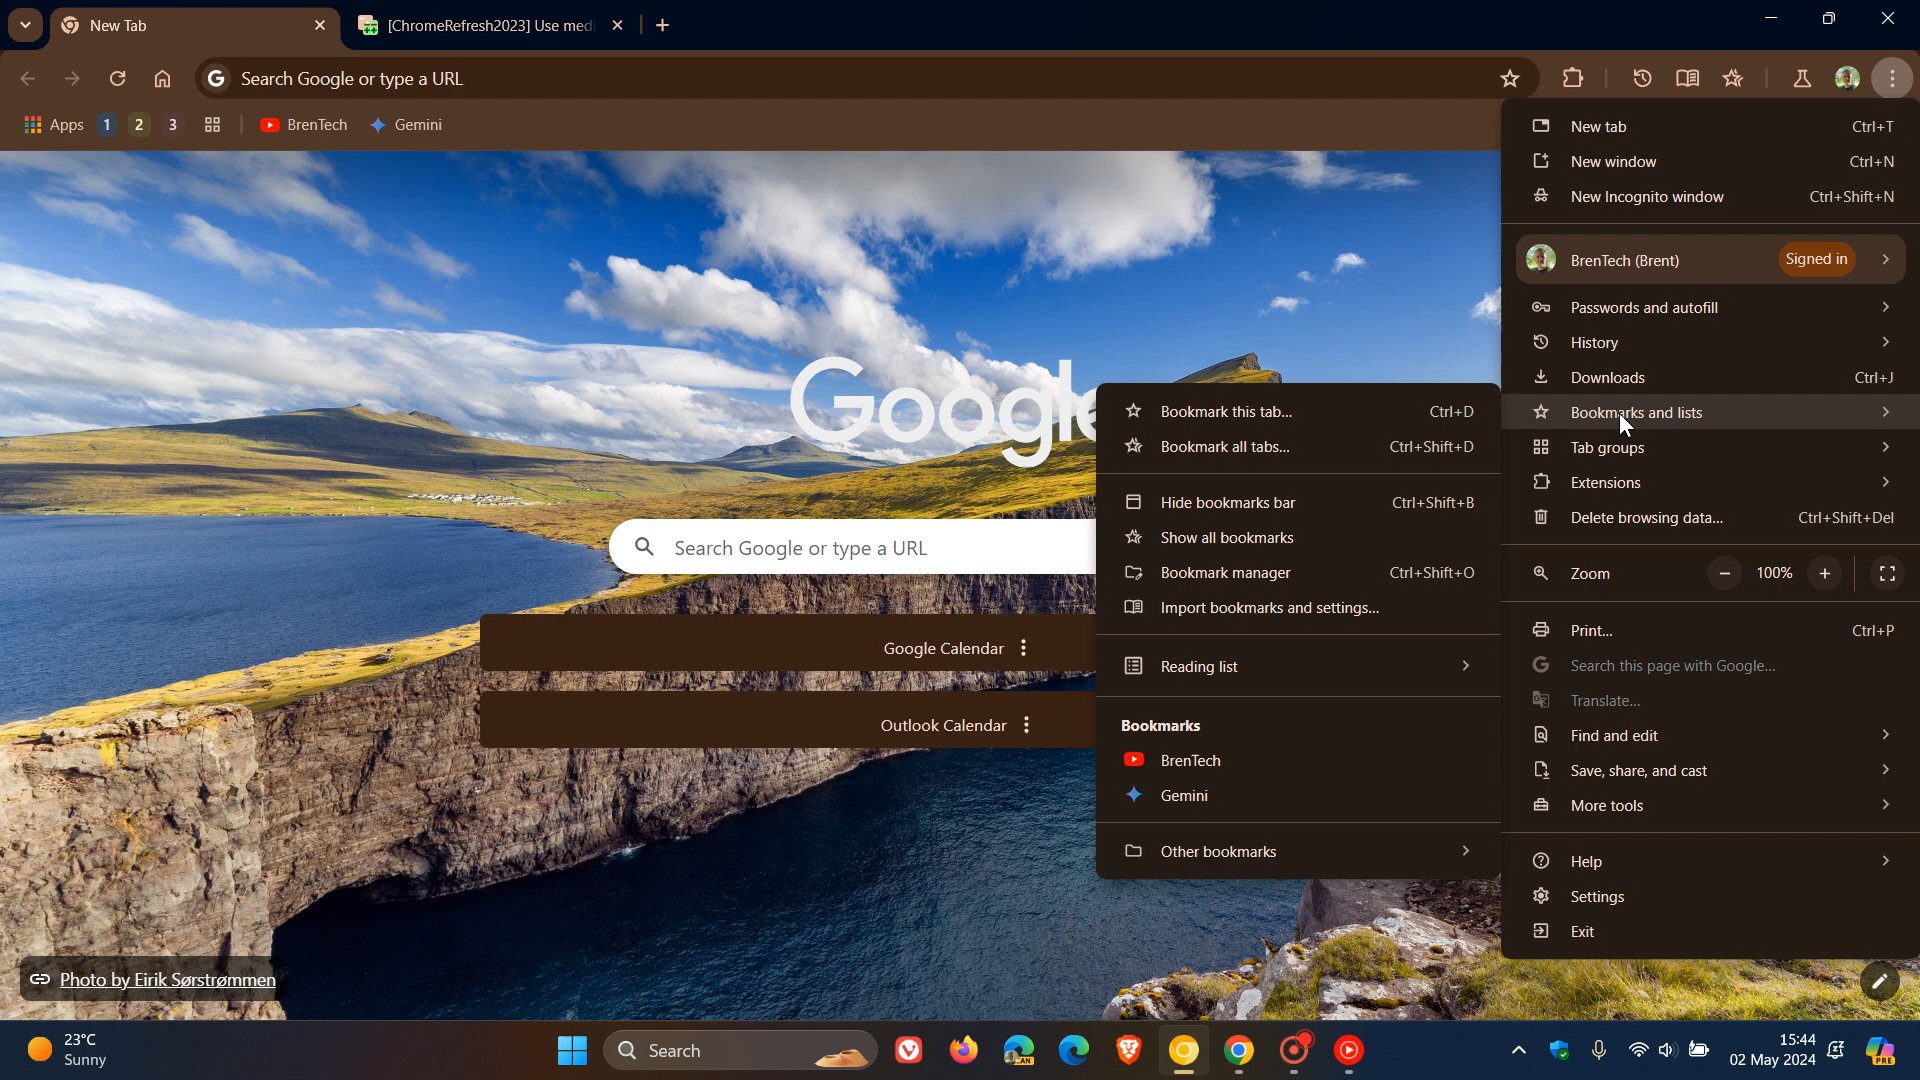 New Tab
[ChromeRefresh2023] Use med
Search Google or type a URL
Apps 1 2 3 BrenTech Gemini
New tab Ctrl+T
New window Ctrl+N
New Incognito window Ctrl+Shift+N
BrenTech (Brent) Signed in
Passwords and autofill
History
Downloads Ctrl+J
Bookmarks and lists
Tab groups
Extensions
Delete browsing data... Ctrl+Shift+Del
Zoom 100%
Print... Ctrl+P
Search this page with Google...
Translate...
Find and edit
Save, share, and cast
More tools
Help
Settings
Exit
Bookmark this tab... Ctrl+D
Bookmark all tabs... Ctrl+Shift+D
Hide bookmarks bar Ctrl+Shift+B
Show all bookmarks
Bookmark manager Ctrl+Shift+O
Import bookmarks and settings...
Reading list
Bookmarks
BrenTech
Gemini
Other bookmarks
Google
Search Google or type a URL
Google Calendar
Outlook Calendar
Photo by Eirik Sørstrømmen
23°C
Sunny
Search
CAN
15:44
02 May 2024
PRE